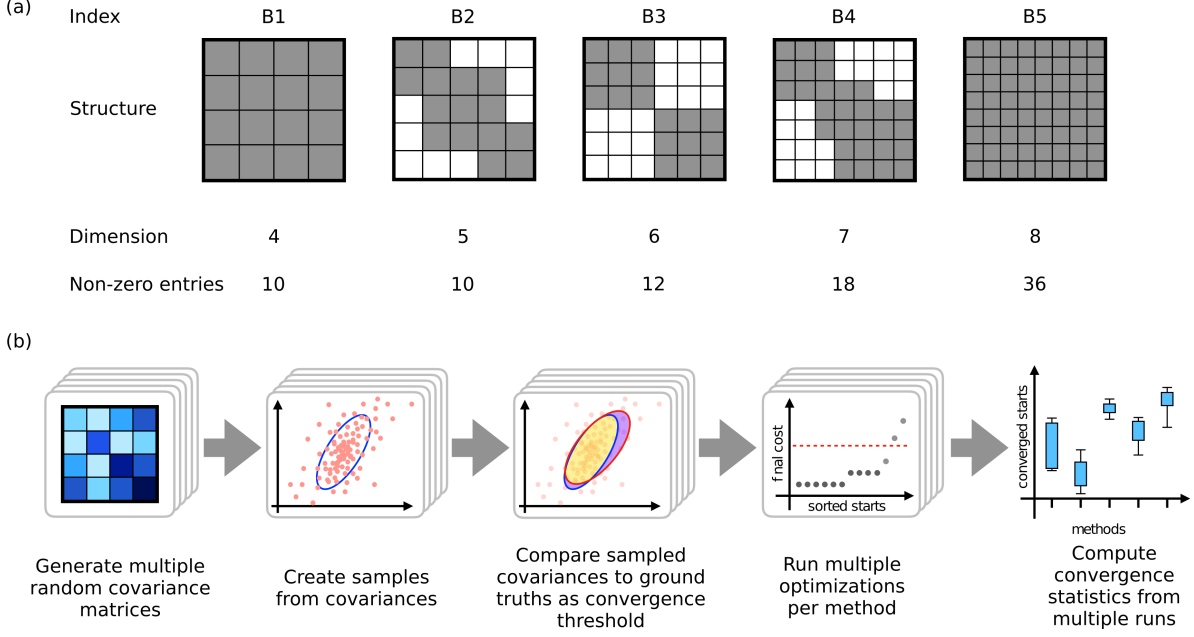 (a)
Index B1 B2 B3 B4 B5
Structure
Dimension 4 5 6 7 8
Non-zero entries 10 10 12 18 36
(b)
final cost
sorted starts
converged starts
methods
Generate multiple
random covariance
matrices
Create samples
from covariances
Compare sampled
covariances to ground
truths as convergence
threshold
Run multiple
optimizations
per method
Compute
convergence
statistics from
multiple runs